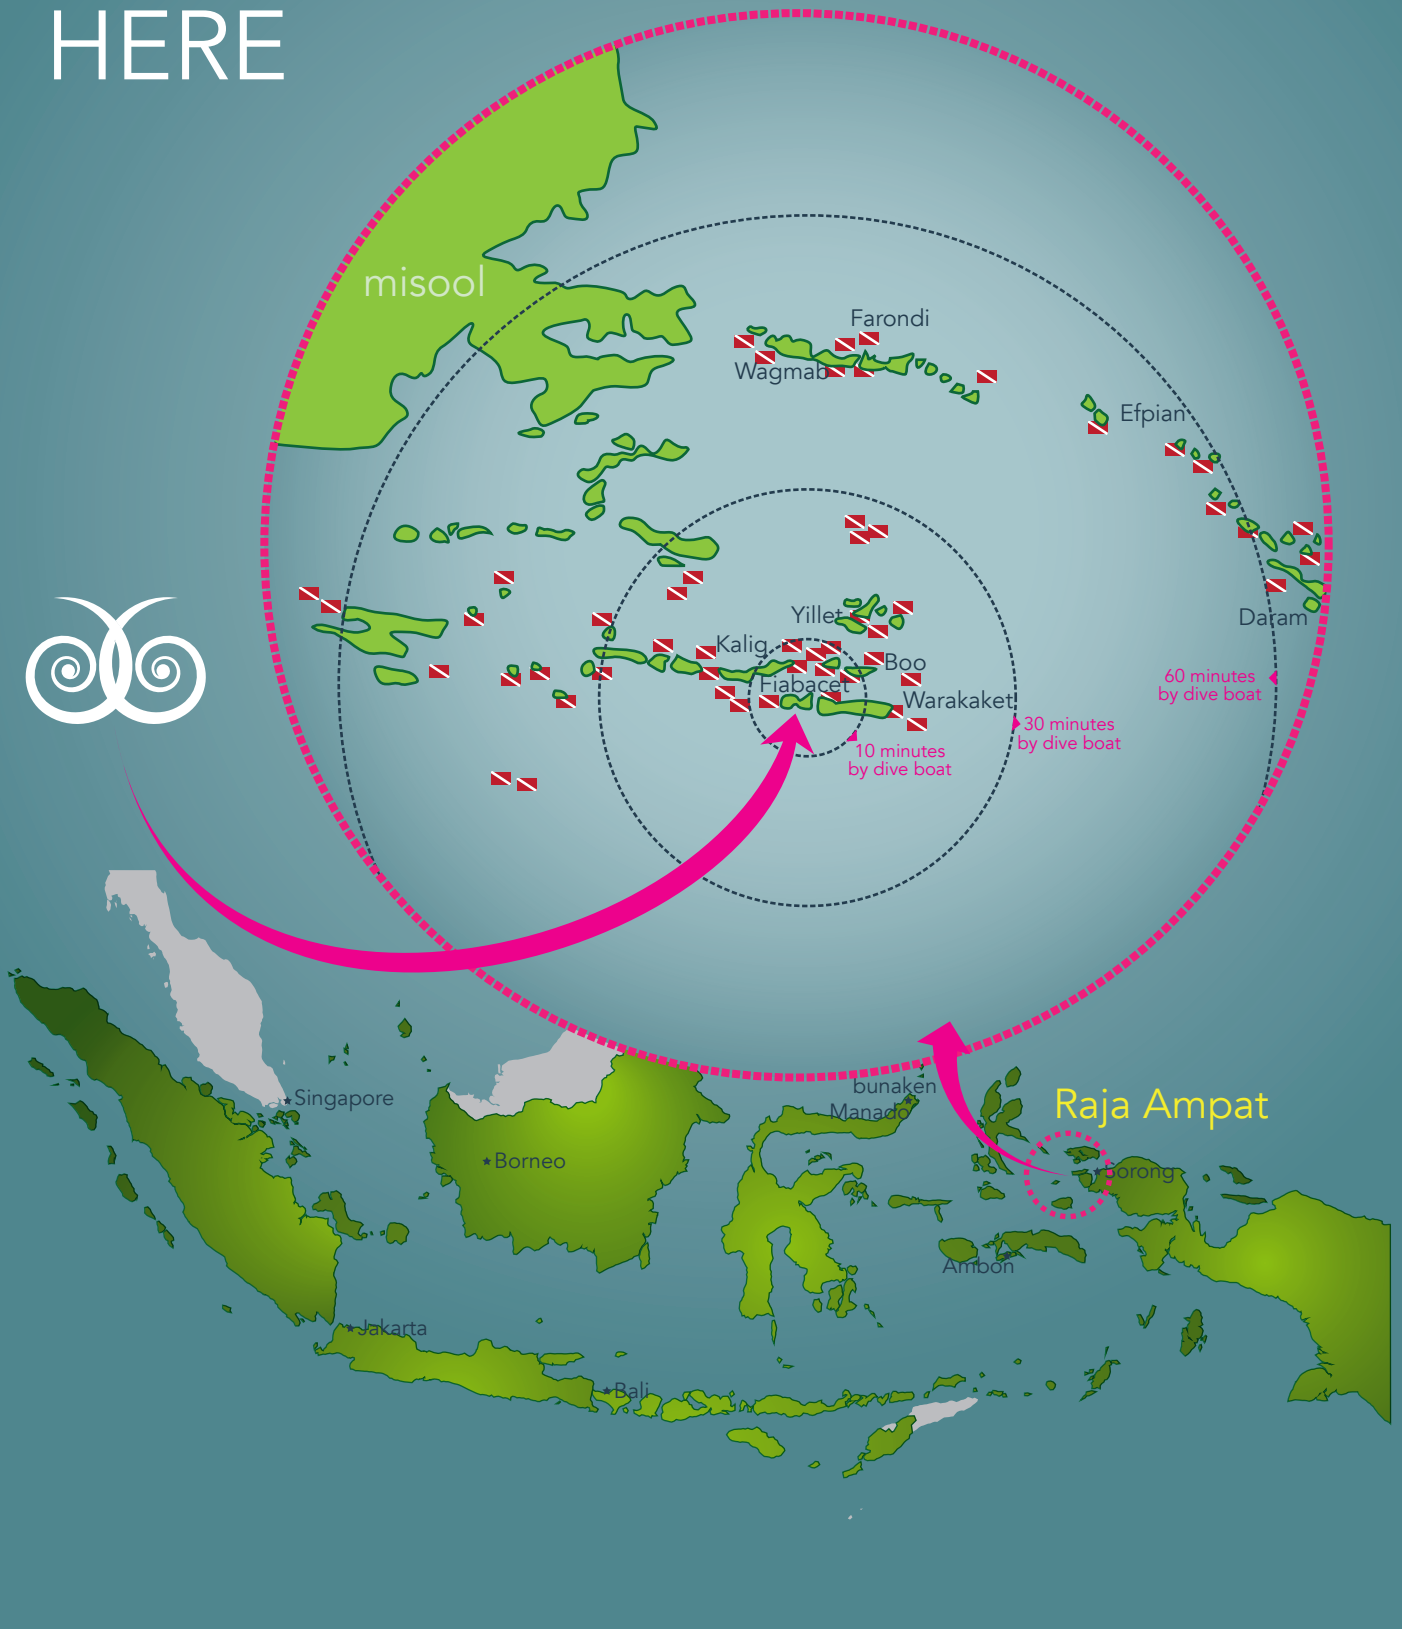 HERE
misool
Farondi
Wagmab
Efpian
Yillet
Daram
Kalig
Boo
Fiabacet
Warakaket
60 minutes
by dive boat
30 minutes
by dive boat
10 minutes
by dive boat
bunaken
Manado
Raja Ampat
Singapore
Borneo
Sorong
Ambon
Jakarta
Bali